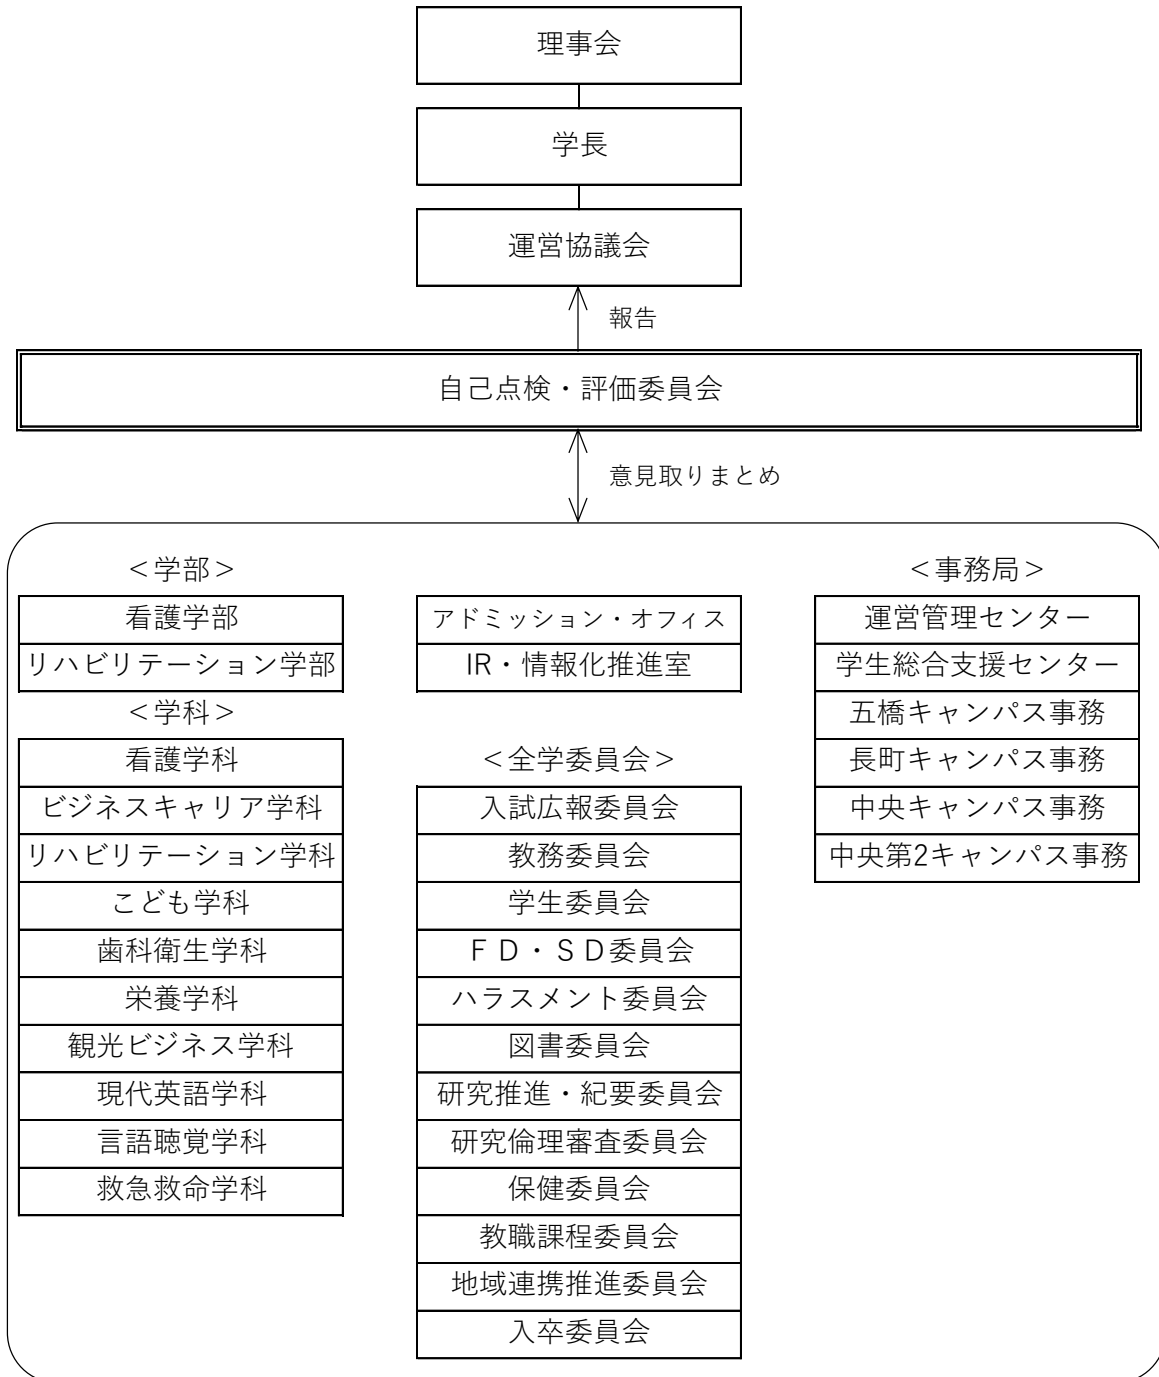 理事会
学長
運営協議会
報告
自己点検・評価委員会
意見取りまとめ
＜学部＞
看護学部
リハビリテーション学部
＜学科＞
看護学科
ビジネスキャリア学科
リハビリテーション学科
こども学科
歯科衛生学科
栄養学科
観光ビジネス学科
現代英語学科
言語聴覚学科
救急救命学科
アドミッション・オフィス
IR・情報化推進室
＜全学委員会＞
入試広報委員会
教務委員会
学生委員会
ＦＤ・ＳＤ委員会
ハラスメント委員会
図書委員会
研究推進・紀要委員会
研究倫理審査委員会
保健委員会
教職課程委員会
地域連携推進委員会
入卒委員会
＜事務局＞
運営管理センター
学生総合支援センター
五橋キャンパス事務
長町キャンパス事務
中央キャンパス事務
中央第2キャンパス事務